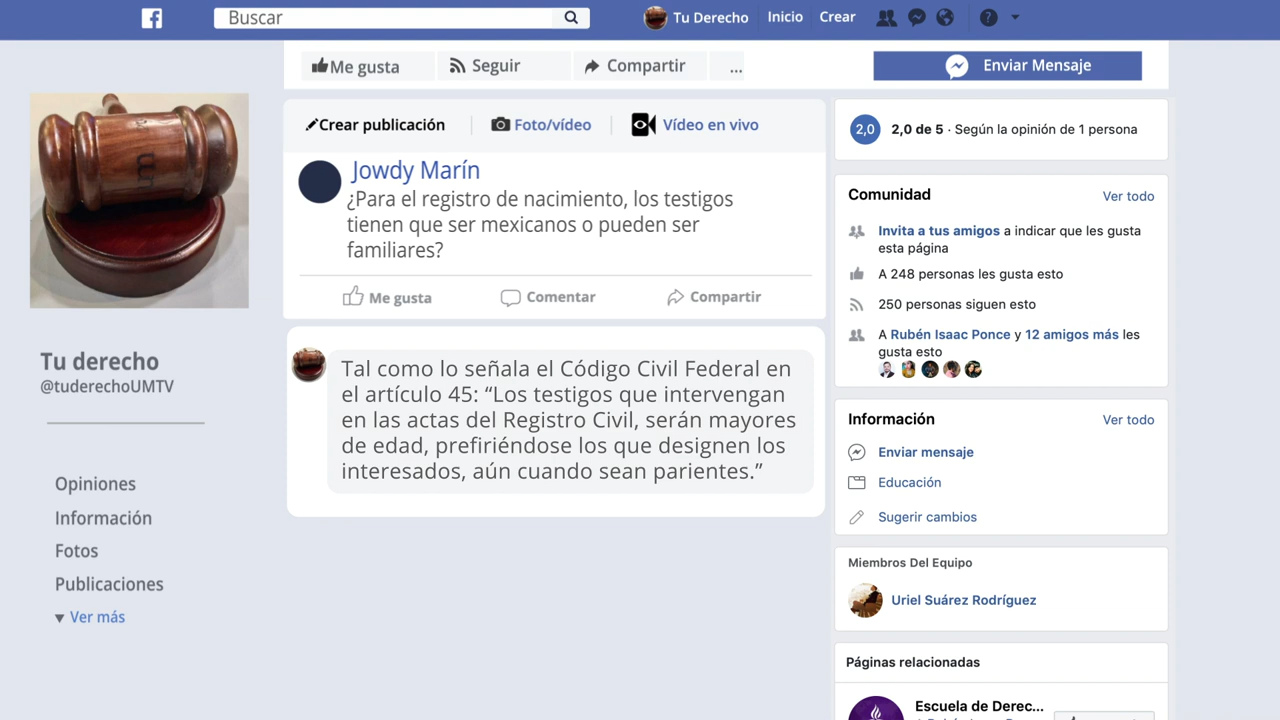 Buscar
Tu Derecho
Inicio
Crear
Me gusta
Seguir
Compartir
...
Enviar Mensaje
Crear publicación
Foto/vídeo
Vídeo en vivo
Jowdy Marín
¿Para el registro de nacimiento, los testigos
tienen que ser mexicanos o pueden ser
familiares?
Me gusta
Comentar
Compartir
Tal como lo señala el Código Civil Federal en
el artículo 45: “Los testigos que intervengan
en las actas del Registro Civil, serán mayores
de edad, prefiriéndose los que designen los
interesados, aún cuando sean parientes.”
Tu derecho
@tuderechoUMTV
Opiniones
Información
Fotos
Publicaciones
Ver más
2,0
2,0 de 5 · Según la opinión de 1 persona
Comunidad
Ver todo
Invita a tus amigos a indicar que les gusta
esta página
A 248 personas les gusta esto
250 personas siguen esto
A Rubén Isaac Ponce y 12 amigos más les
gusta esto
Información
Ver todo
Enviar mensaje
Educación
Sugerir cambios
Miembros Del Equipo
Uriel Suárez Rodríguez
Páginas relacionadas
Escuela de Derec...